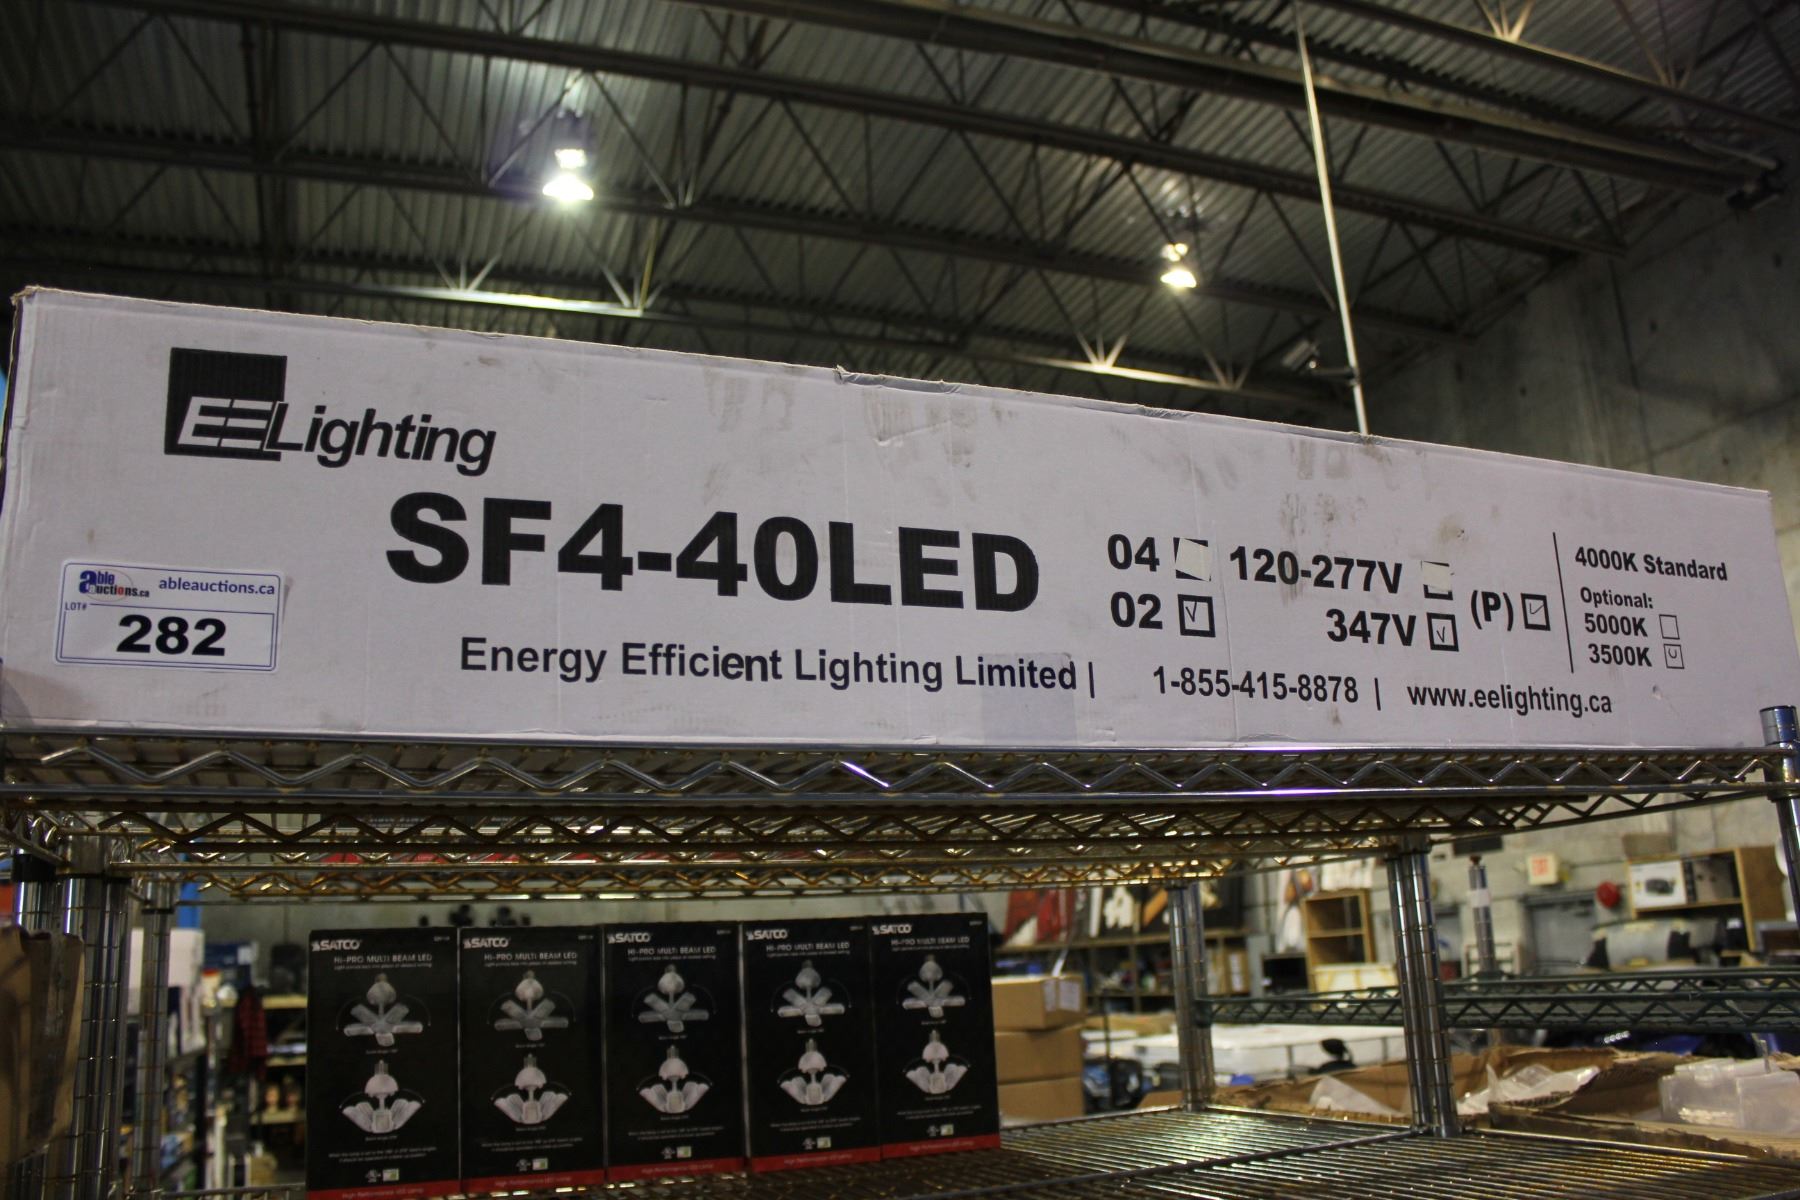 EELighting
SF4-40LED
04 120-277V
02 347V (P)
4000K Standard
Optional:
5000K
3500K
Energy Efficient Lighting Limited | 1-855-415-8878 | www.eelighting.ca
able auctions.ca ableauctions.ca
LOT#
282
SATCO SATCO SATCO SATCO SATCO
HI-PRO MULTI BEAM LED HI-PRO MULTI BEAM LED HI-PRO MULTI BEAM LED HI-PRO MULTI BEAM LED HI-PRO MULTI BEAM LED